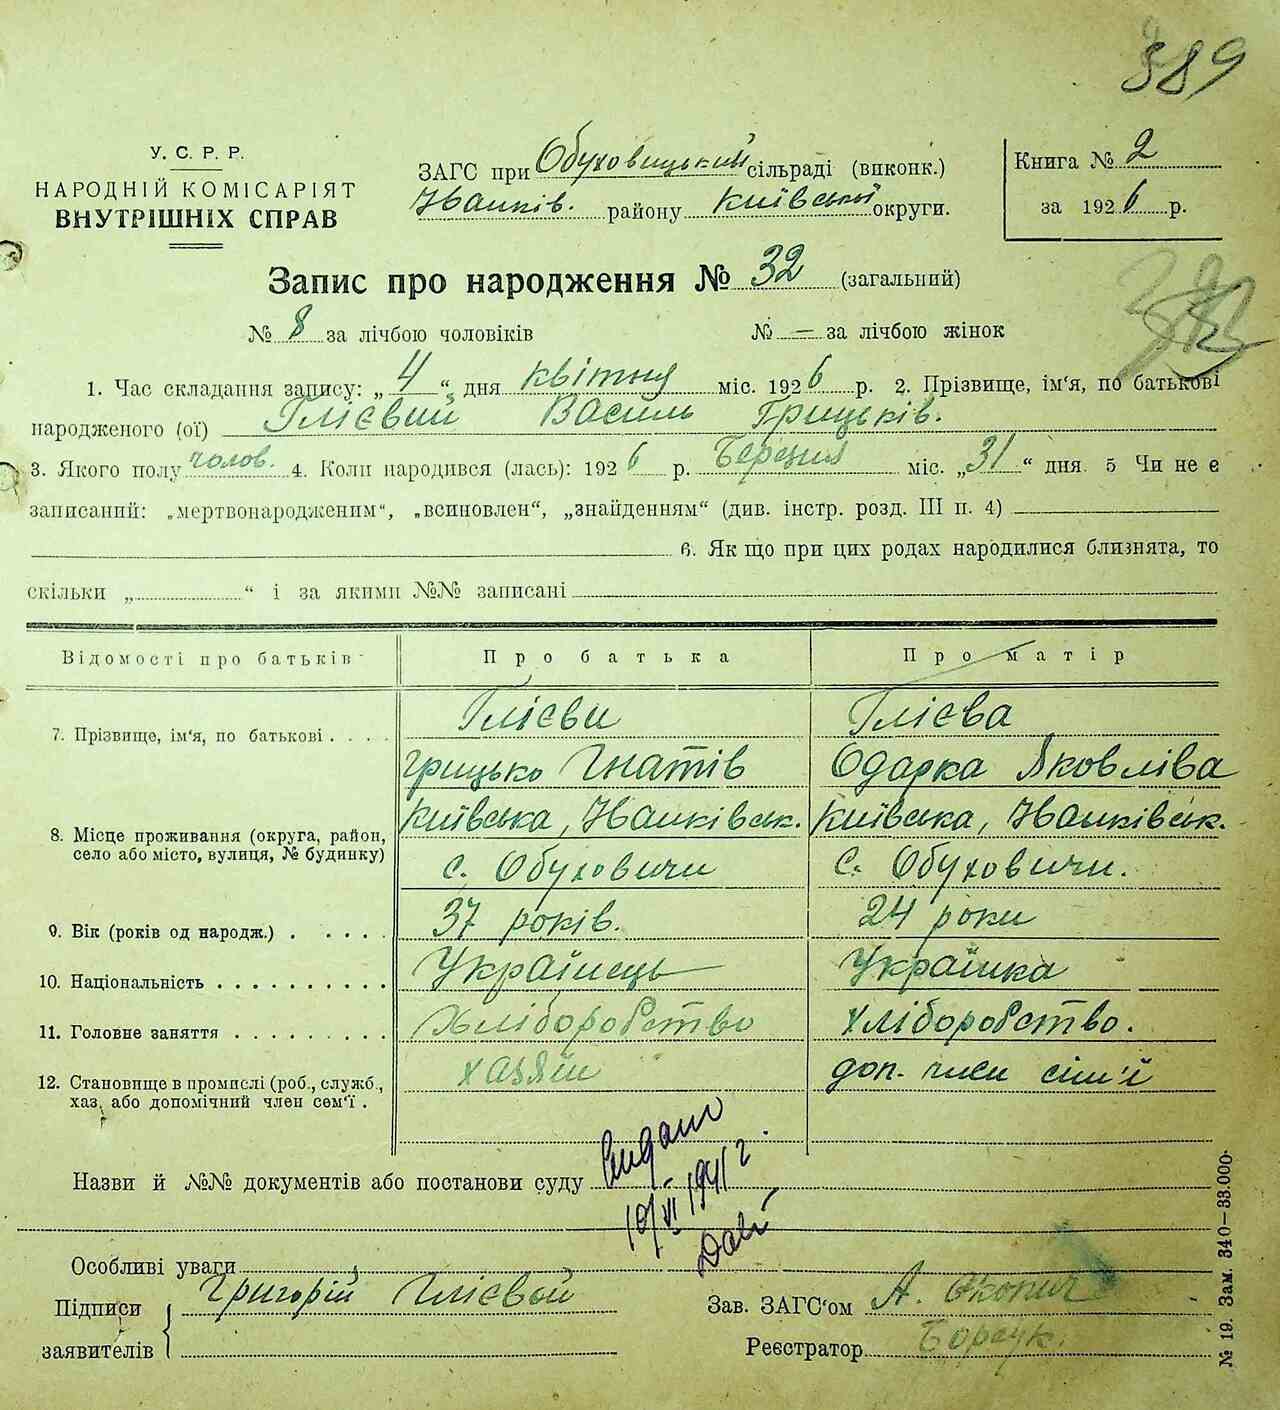 389
У. С. Р. Р.
НАРОДНІЙ КОМІСАРІЯТ
ВНУТРІШНІХ СПРАВ
ЗАГС при Обуховицький сільраді (виконк.)
Іванків. району Київської округи.
Книга № 2
за 1926 р.
Запис про народження № 32 (загальний)
№ 8 за лічбою чоловіків № — за лічбою жінок
1. Час складання запису: „ 4 “ дня квітня міс. 1926 р. 2. Прізвище, ім'я, по батькові
народженого (ої) Глієвий Василь Грицьків.
3. Якого полу чолов. 4. Коли народився (лась): 1926 р. Березня міс. „31“ дня. 5 Чи не є
записаний: „мертвонародженим“, „всиновлен“, „знайденням“ (див. інстр. розд. III п. 4)
6. Як що при цих родах народилися близнята, то
скільки „ “ і за якими №№ записані
Відомості про батьків Про батька Про матір
7. Прізвище, ім'я, по батькові . . . . Глієви Глієва
Грицько Гнатів Одарка Яковліва
8. Місце проживання (округа, район, село або місто, вулиця, № будинку) Київська, Іванківськ. Київська, Іванківськ.
с. Обуховичи с. Обуховичи.
9. Вік (років од народж.) . . . . . 37 років. 24 роки
10. Національність . . . . . . . . . . Українець Українка
11. Головне заняття . . . . . . . . . Хліборобство Хліборобство.
12. Становище в промислі (роб., служб., хаз. або допомічний член сем'ї . хазяїн доп. член сім'ї
Назви й №№ документів або постанови суду
10/VI 1941 г.
Особливі уваги
Підписи
заявителів
Григорій Глієвой
Зав. ЗАГС'ом А.
Реєстратор Борсук.
№ 19. Зам. 340—33.000.